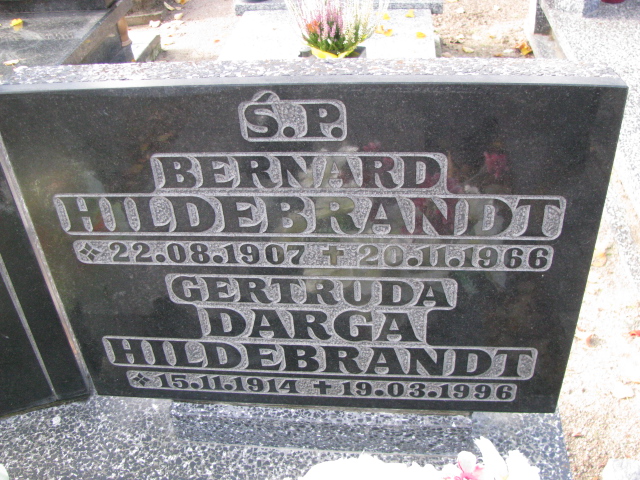 Ś.P.
BERNARD
HILDEBRANDT
22.08.1907 ✝ 20.11.1966
GERTRUDA
DARGA
HILDEBRANDT
15.11.1914 ✝ 19.03.1996